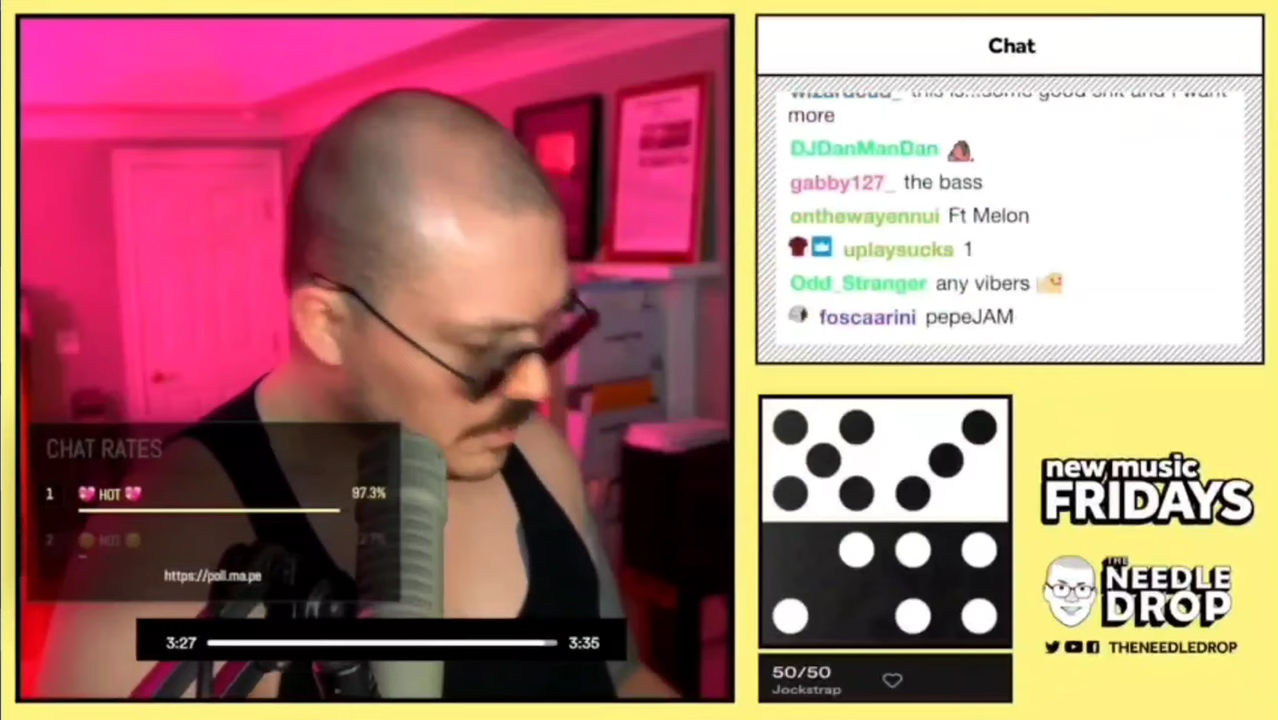 Chat
more
DJDanManDan
gabby127_ the bass
onthewayennui Ft Melon
uplaysucks 1
Odd_Stranger any vibers
foscaarini pepeJAM
CHAT RATES
1 HOT 97.3%
2 HOT
https://poll.ma.pe
3:27 3:35
50/50
Jockstrap
new music
FRIDAYS
THE
NEEDLE
DROP
THENEEDLEDROP